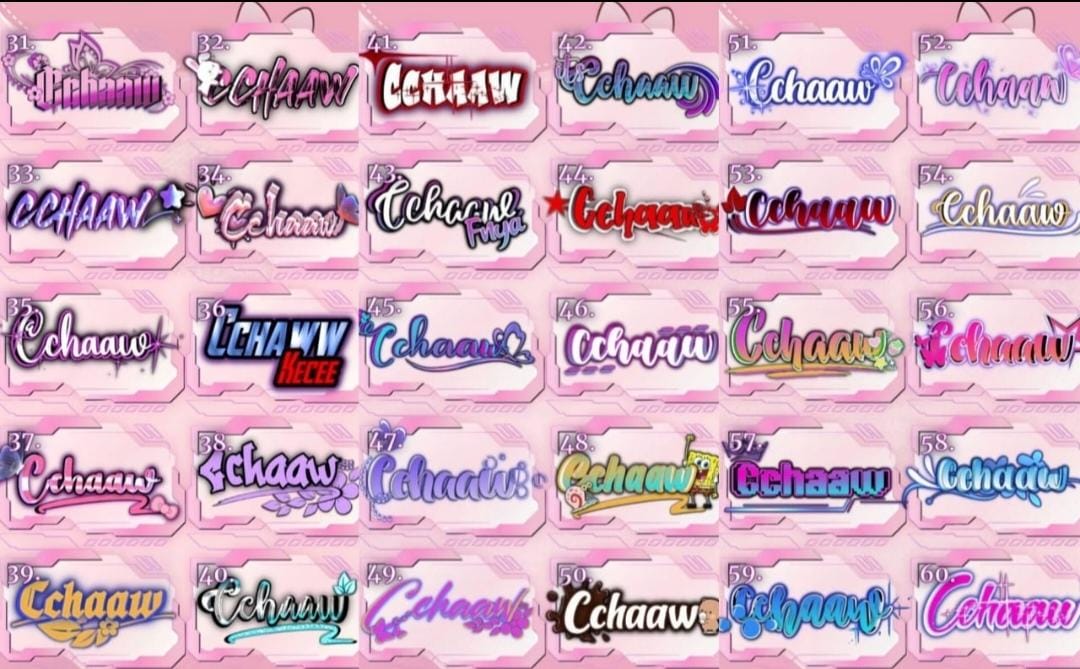 31.
Cchaaw
32.
CCHAAW
41.
CCHAAW
42.
Cchaaw
51.
Cchaaw
52.
Cchaaw
33.
CCHAAW
34.
Cchaaw
43.
Cchaaw
Friya
44.
Cchaaw
53.
Cchaaw
54.
Cchaaw
35.
Cchaaw
36.
CCHAWW
KECEE
45.
Cchaaw
46.
Cchaaw
55.
Cchaaw
56.
Cchaaw
37.
Cchaaw
38.
Cchaaw
47.
Cchaaw
48.
Cchaaw
57.
Cchaaw
58.
Cchaaw
39.
Cchaaw
40.
Cchaaw
49.
Cchaaw
50.
Cchaaw
59.
Cchaaw
60.
Cchaaw